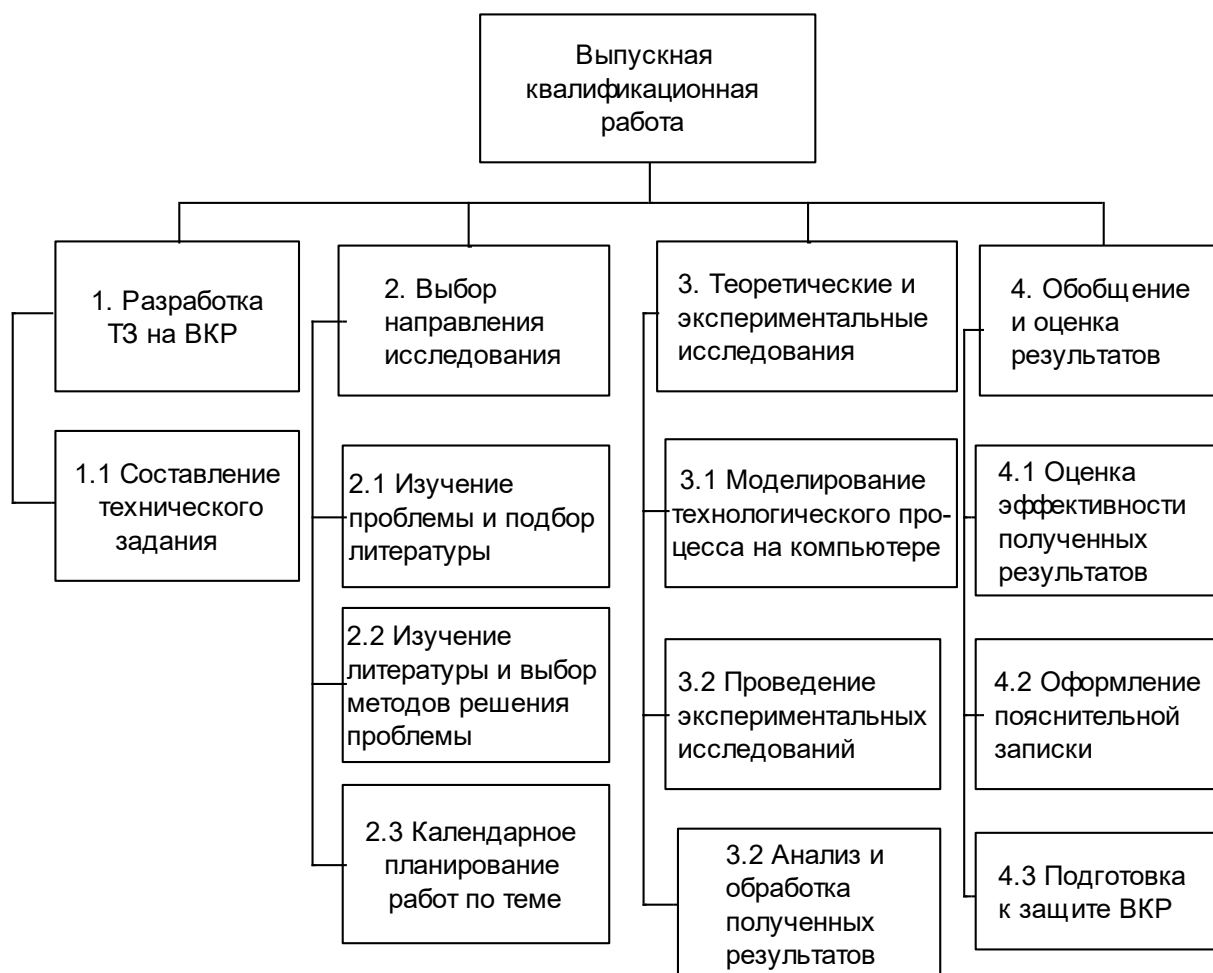 Выпускная
квалификационная
работа
1. Разработка
ТЗ на ВКР
1.1 Составление
технического
задания
2. Выбор
направления
исследования
2.1 Изучение
проблемы и подбор
литературы
2.2 Изучение
литературы и выбор
методов решения
проблемы
2.3 Календарное
планирование
работ по теме
3. Теоретические и
экспериментальные
исследования
3.1 Моделирование
технологического про-
цесса на компьютере
3.2 Проведение
экспериментальных
исследований
3.2 Анализ и
обработка
полученных
результатов
4. Обобщение
и оценка
результатов
4.1 Оценка
эффективности
полученных
результатов
4.2 Оформление
пояснительной
записки
4.3 Подготовка
к защите ВКР